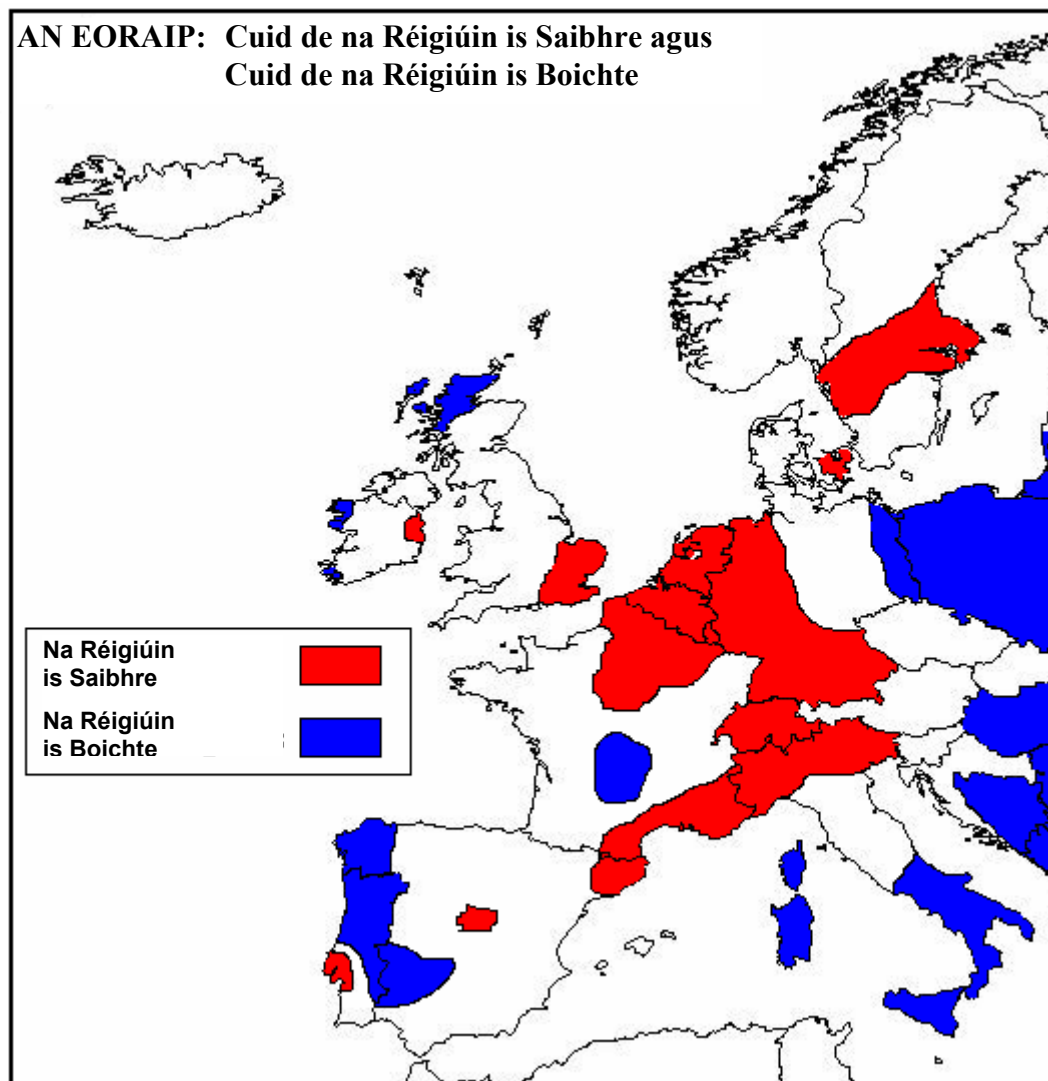 AN EORAIP: Cuid de na Réigiúin is Saibhre agus
Cuid de na Réigiúin is Boichte
Na Réigiúin
is Saibhre
Na Réigiúin
is Boichte